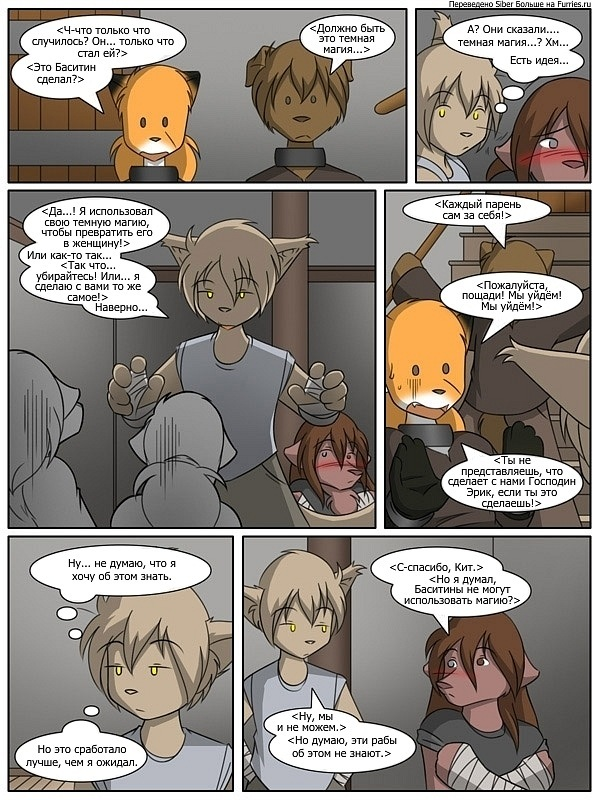 Переведено Siber Больше на Furries.ru
<Ч-что только что
случилось? Он... только что
стал ей?>
<Это Баситин
сделал?>
<Должно быть
это темная
магия...>
А? Они сказали....
темная магия...? Хм...
Есть идея...
<Да...! Я использовал
свою темную магию,
чтобы превратить его
в женщину!>
Или как-то так...
<Так что...
убирайтесь! Или... я
сделаю с вами то же
самое!>
Наверно...
<Каждый парень
сам за себя!>
<Пожалуйста,
пощади! Мы уйдём!
Мы уйдём!>
<Ты не
представляешь, что
сделает с нами Господин
Эрик, если ты это
сделаешь!>
Ну... не думаю, что я
хочу об этом знать.
Но это сработало
лучше, чем я ожидал.
<С-спасибо, Кит.>
<Но я думал,
Баситины не могут
использовать магию?>
<Ну, мы
и не можем.>
<Но думаю, эти рабы
об этом не знают.>